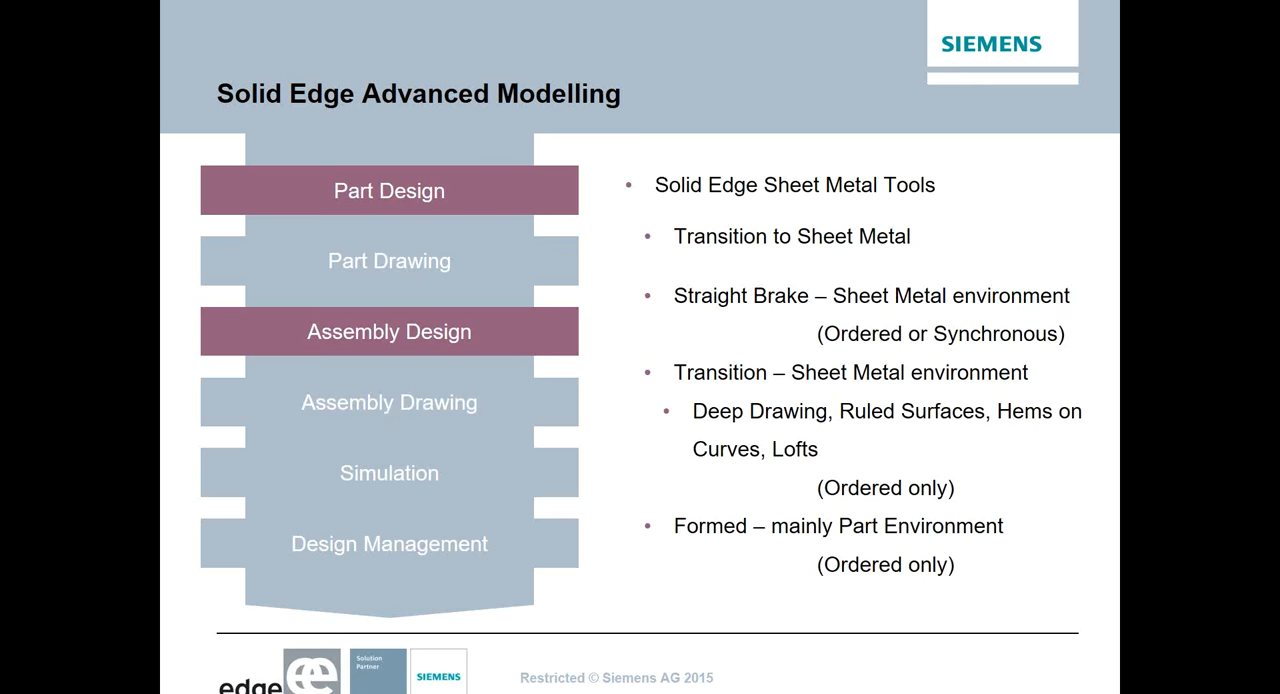 SIEMENS
Solid Edge Advanced Modelling
Part Design
Part Drawing
Assembly Design
Assembly Drawing
Simulation
Design Management
• Solid Edge Sheet Metal Tools
• Transition to Sheet Metal
• Straight Brake – Sheet Metal environment
(Ordered or Synchronous)
• Transition – Sheet Metal environment
• Deep Drawing, Ruled Surfaces, Hems on
Curves, Lofts
(Ordered only)
• Formed – mainly Part Environment
(Ordered only)
edge
ee
Solution
Partner
SIEMENS
Restricted © Siemens AG 2015